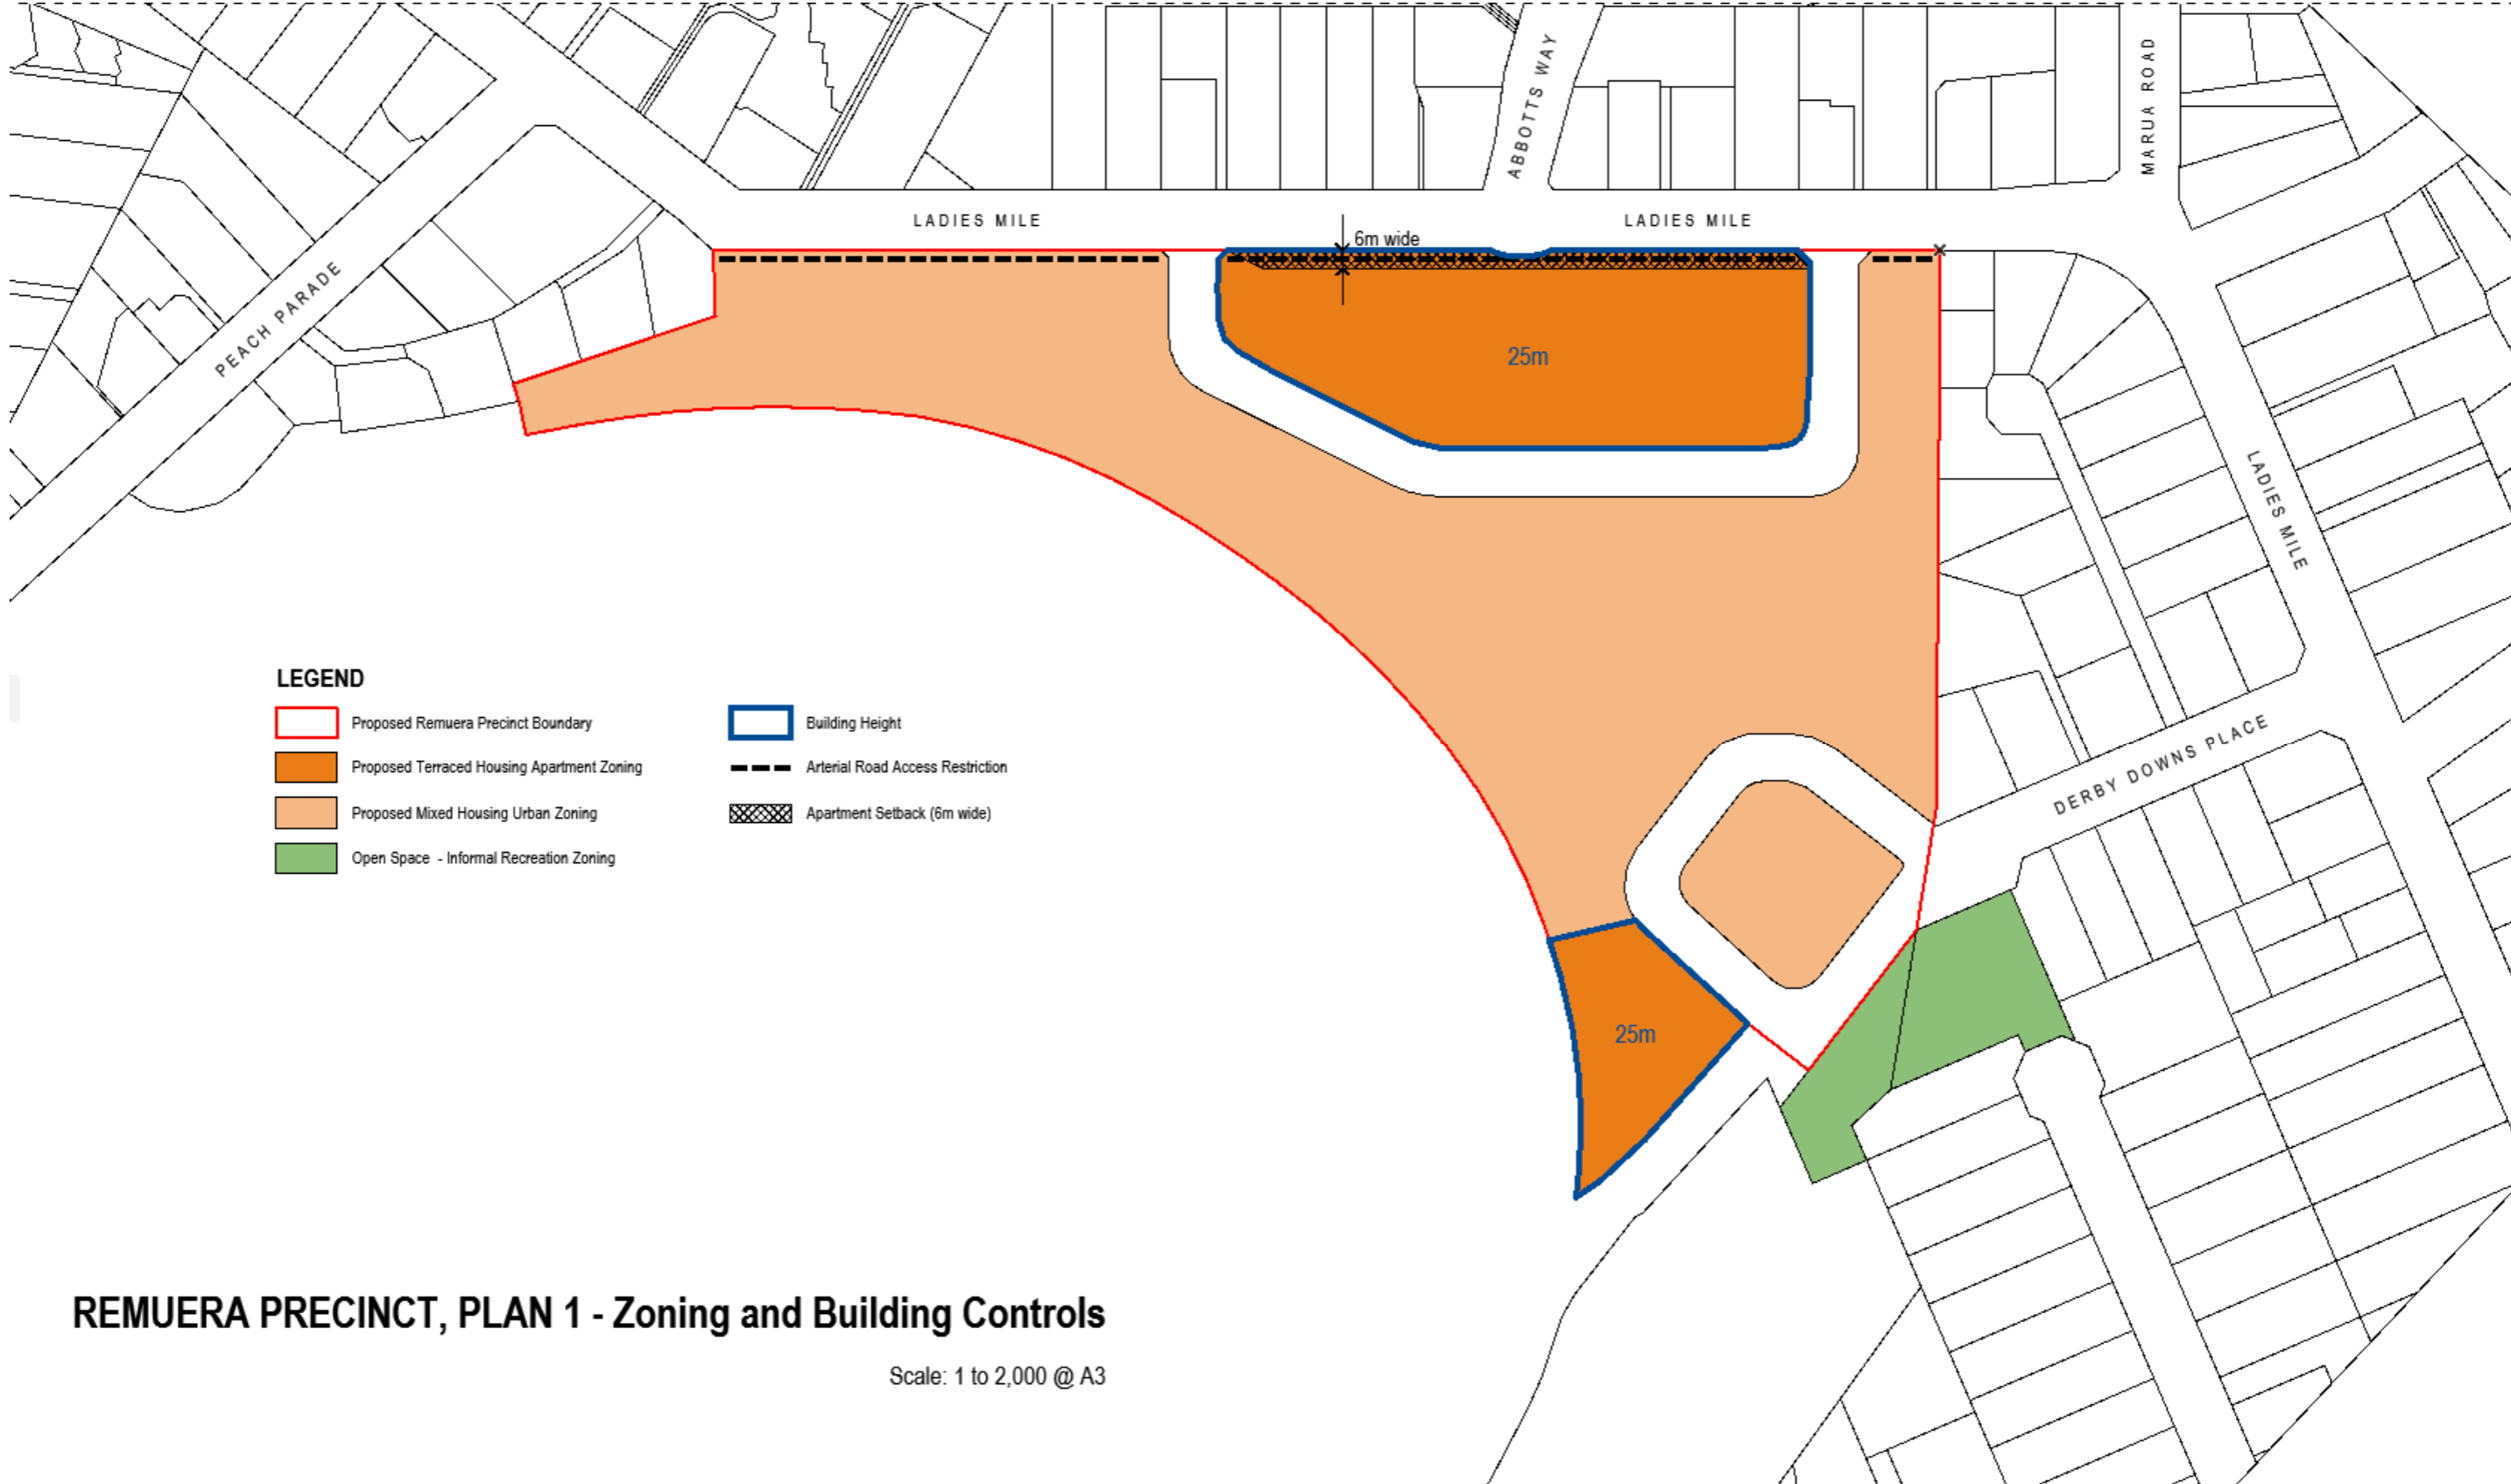 ABBOTTS WAY
MARUA ROAD
LADIES MILE
LADIES MILE
6m wide
PEACH PARADE
25m
LADIES MILE
LEGEND
Proposed Remuera Precinct Boundary
Building Height
Proposed Terraced Housing Apartment Zoning
Arterial Road Access Restriction
Proposed Mixed Housing Urban Zoning
Apartment Setback (6m wide)
Open Space - Informal Recreation Zoning
DERBY DOWNS PLACE
25m
REMUERA PRECINCT, PLAN 1 - Zoning and Building Controls
Scale: 1 to 2,000 @ A3